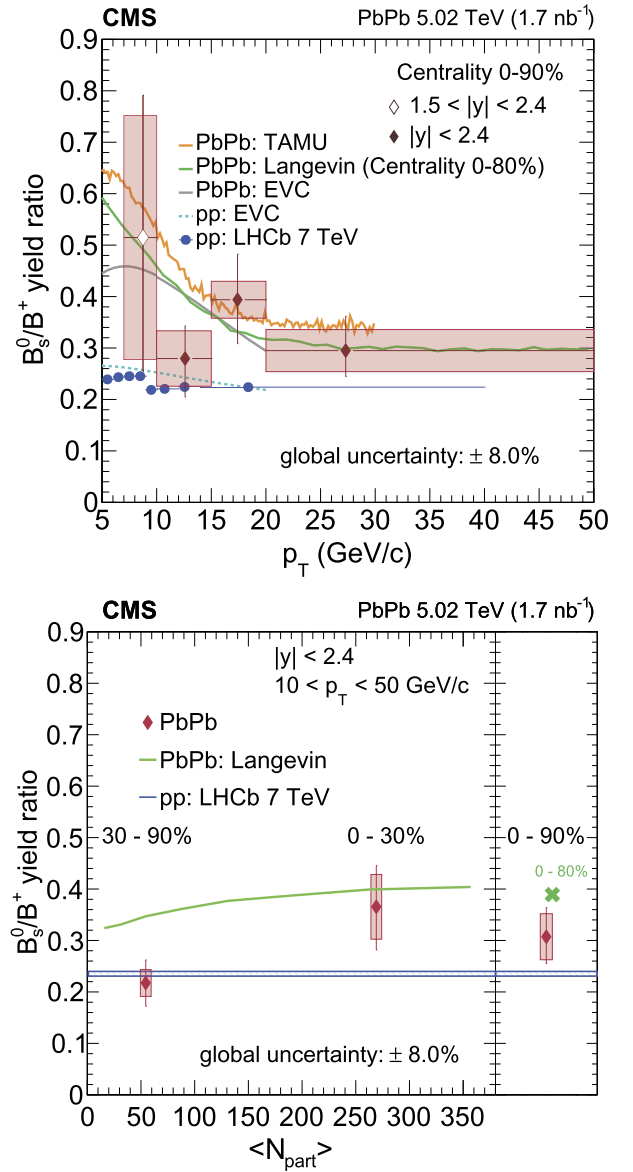 CMS PbPb 5.02 TeV (1.7 nb⁻¹)
0.9
Centrality 0-90%
0.8
1.5 < |y| < 2.4
|y| < 2.4
0.7
PbPb: TAMU
PbPb: Langevin (Centrality 0-80%)
0.6
PbPb: EVC
pp: EVC
pp: LHCb 7 TeV
0.5
0.4
0.3
0.2
0.1
0
B⁰ₛ/B⁺ yield ratio
global uncertainty: ± 8.0%
5 10 15 20 25 30 35 40 45 50
p_T (GeV/c)
CMS PbPb 5.02 TeV (1.7 nb⁻¹)
0.9
|y| < 2.4
10 < p_T < 50 GeV/c
0.8
PbPb
0.7
PbPb: Langevin
pp: LHCb 7 TeV
0.6
0.5
30 - 90% 0 - 30% 0 - 90%
0 - 80%
0.4
0.3
0.2
0.1
0
B⁰ₛ/B⁺ yield ratio
global uncertainty: ± 8.0%
0 50 100 150 200 250 300 350
<N_part>